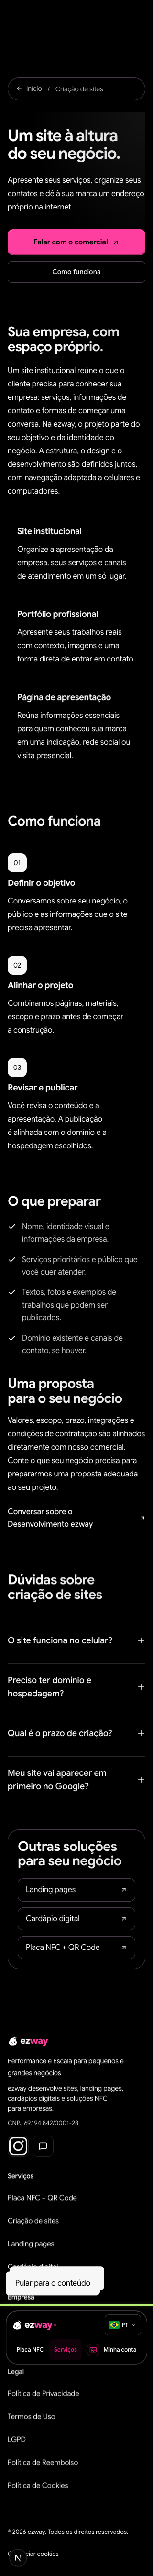 ← Início / Criação de sites
Um site à altura
do seu negócio.
Apresente seus serviços, organize seus
contatos e dê à sua marca um endereço
próprio na internet.
Falar com o comercial ↗
Como funciona
Sua empresa, com
espaço próprio.
Um site institucional reúne o que o
cliente precisa para conhecer sua
empresa: serviços, informações de
contato e formas de começar uma
conversa. Na ezway, o projeto parte do
seu objetivo e da identidade do
negócio. A estrutura, o design e o
desenvolvimento são definidos juntos,
com navegação adaptada a celulares e
computadores.
Site institucional
Organize a apresentação da
empresa, seus serviços e canais
de atendimento em um só lugar.
Portfólio profissional
Apresente seus trabalhos reais
com contexto, imagens e uma
forma direta de entrar em contato.
Página de apresentação
Reúna informações essenciais
para quem conheceu sua marca
em uma indicação, rede social ou
visita presencial.
Como funciona
01
Definir o objetivo
Conversamos sobre seu negócio, o
público e as informações que o site
precisa apresentar.
02
Alinhar o projeto
Combinamos páginas, materiais,
escopo e prazo antes de começar
a construção.
03
Revisar e publicar
Você revisa o conteúdo e a
apresentação. A publicação
é alinhada com o domínio e a
hospedagem escolhidos.
O que preparar
Nome, identidade visual e
informações da empresa.
Serviços prioritários e público que
você quer atender.
Textos, fotos e exemplos de
trabalhos que podem ser
publicados.
Domínio existente e canais de
contato, se houver.
Uma proposta
para o seu negócio
Valores, escopo, prazo, integrações e
condições de contratação são alinhados
diretamente com nosso comercial.
Conte o que seu negócio precisa para
prepararmos uma proposta adequada
ao seu projeto.
Conversar sobre o
Desenvolvimento ezway ↗
Dúvidas sobre
criação de sites
O site funciona no celular? +
Preciso ter domínio e
hospedagem? +
Qual é o prazo de criação? +
Meu site vai aparecer em
primeiro no Google? +
Outras soluções
para seu negócio
Landing pages ↗
Cardápio digital ↗
Placa NFC + QR Code ↗
ezway
Performance e Escala para pequenos e
grandes negócios
ezway desenvolve sites, landing pages,
cardápios digitais e soluções NFC
para empresas.
CNPJ 69.194.842/0001-28
Serviços
Placa NFC + QR Code
Criação de sites
Landing pages
Pular para o conteúdo
Empresa
ezway
PT
Placa NFC Serviços Minha conta
Legal
Política de Privacidade
Termos de Uso
LGPD
Política de Reembolso
Política de Cookies
© 2026 ezway. Todos os direitos reservados.
N
ciar cookies